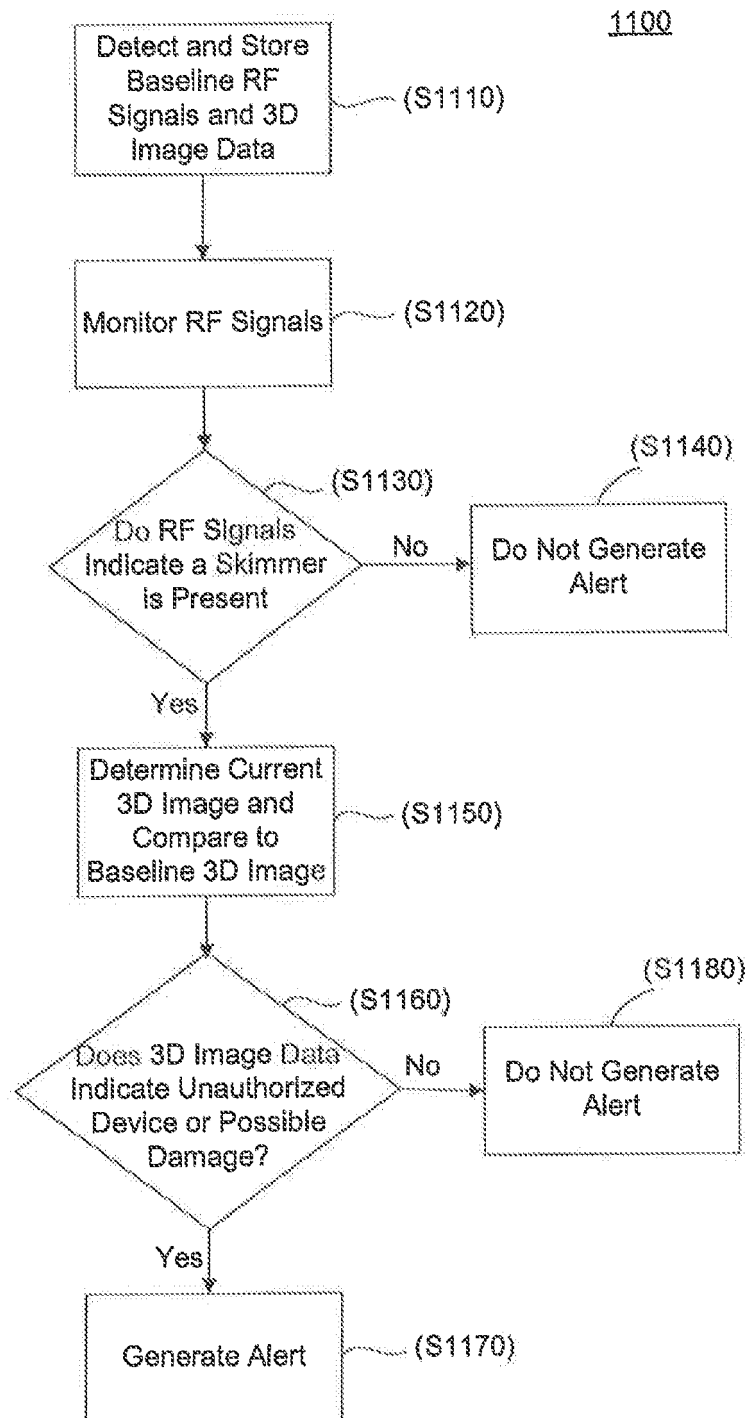 1100
Detect and Store
Baseline RF
Signals and 3D
Image Data
(S1110)
Monitor RF Signals
(S1120)
(S1130)
Do RF Signals
Indicate a Skimmer
is Present
No
(S1140)
Do Not Generate
Alert
Yes
Determine Current
3D Image and
Compare to
Baseline 3D Image
(S1150)
(S1160)
Does 3D Image Data
Indicate Unauthorized
Device or Possible
Damage?
No
(S1180)
Do Not Generate
Alert
Yes
Generate Alert
(S1170)